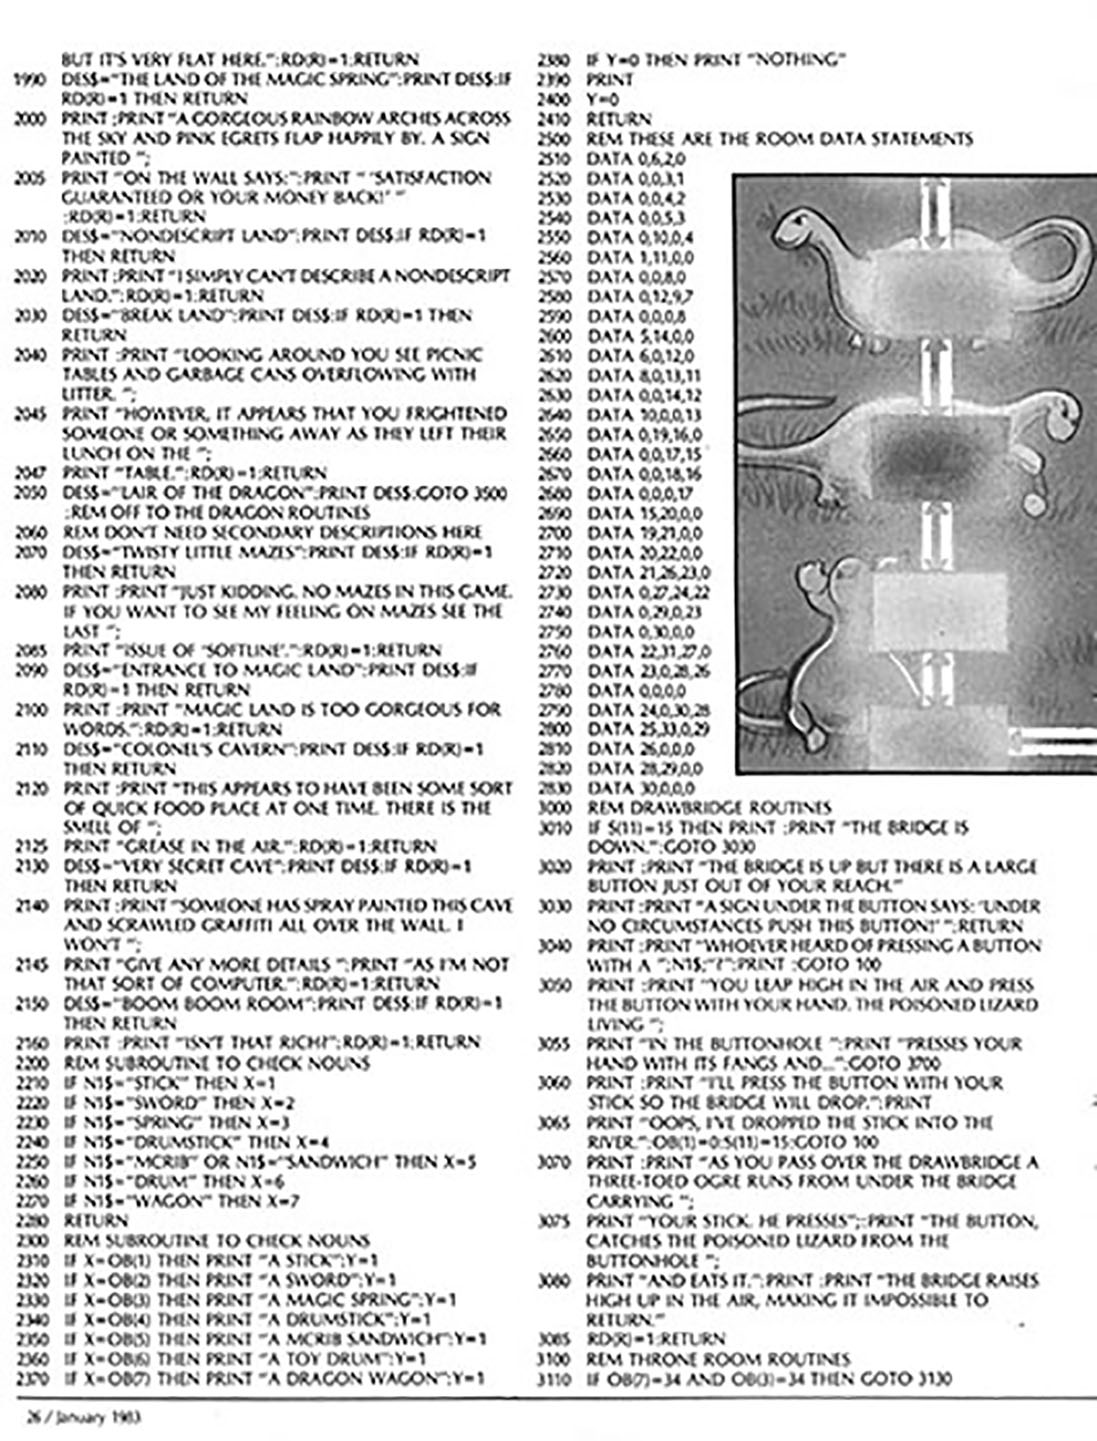 BUT IT'S VERY FLAT HERE.":RD(R)=1:RETURN
1990 DES$="THE LAND OF THE MAGIC SPRING":PRINT DES$:IF
RD(R)=1 THEN RETURN
2000 PRINT :PRINT "A GORGEOUS RAINBOW ARCHES ACROSS
THE SKY AND PINK EGRETS FLAP HAPPILY BY. A SIGN
PAINTED ";
2005 PRINT "ON THE WALL SAYS:":PRINT " 'SATISFACTION
GUARANTEED OR YOUR MONEY BACK!' "
:RD(R)=1:RETURN
2010 DES$="NONDESCRIPT LAND":PRINT DES$:IF RD(R)=1
THEN RETURN
2020 PRINT :PRINT "I SIMPLY CAN'T DESCRIBE A NONDESCRIPT
LAND.":RD(R)=1:RETURN
2030 DES$="BREAK LAND":PRINT DES$:IF RD(R)=1 THEN
RETURN
2040 PRINT :PRINT "LOOKING AROUND YOU SEE PICNIC
TABLES AND GARBAGE CANS OVERFLOWING WITH
LITTER. ";
2045 PRINT "HOWEVER, IT APPEARS THAT YOU FRIGHTENED
SOMEONE OR SOMETHING AWAY AS THEY LEFT THEIR
LUNCH ON THE ";
2047 PRINT "TABLE.":RD(R)=1:RETURN
2050 DES$="LAIR OF THE DRAGON":PRINT DES$:GOTO 3500
:REM OFF TO THE DRAGON ROUTINES
2060 REM DON'T NEED SECONDARY DESCRIPTIONS HERE
2070 DES$="TWISTY LITTLE MAZES":PRINT DES$:IF RD(R)=1
THEN RETURN
2080 PRINT :PRINT "JUST KIDDING. NO MAZES IN THIS GAME.
IF YOU WANT TO SEE MY FEELING ON MAZES SEE THE
LAST ";
2085 PRINT "ISSUE OF 'SOFTLINE'.":RD(R)=1:RETURN
2090 DES$="ENTRANCE TO MAGIC LAND":PRINT DES$:IF
RD(R)=1 THEN RETURN
2100 PRINT :PRINT "MAGIC LAND IS TOO GORGEOUS FOR
WORDS.":RD(R)=1:RETURN
2110 DES$="COLONEL'S CAVERN":PRINT DES$:IF RD(R)=1
THEN RETURN
2120 PRINT :PRINT "THIS APPEARS TO HAVE BEEN SOME SORT
OF QUICK FOOD PLACE AT ONE TIME. THERE IS THE
SMELL OF ";
2125 PRINT "GREASE IN THE AIR.":RD(R)=1:RETURN
2130 DES$="VERY SECRET CAVE":PRINT DES$:IF RD(R)=1
THEN RETURN
2140 PRINT :PRINT "SOMEONE HAS SPRAY PAINTED THIS CAVE
AND SCRAWLED GRAFFITI ALL OVER THE WALL. I
WON'T ";
2145 PRINT "GIVE ANY MORE DETAILS ":PRINT "AS I'M NOT
THAT SORT OF COMPUTER.":RD(R)=1:RETURN
2150 DES$="BOOM BOOM ROOM":PRINT DES$:IF RD(R)=1
THEN RETURN
2160 PRINT :PRINT "ISN'T THAT RICH?":RD(R)=1:RETURN
2200 REM SUBROUTINE TO CHECK NOUNS
2210 IF N1$="STICK" THEN X=1
2220 IF N1$="SWORD" THEN X=2
2230 IF N1$="SPRING" THEN X=3
2240 IF N1$="DRUMSTICK" THEN X=4
2250 IF N1$="MCRIB" OR N1$="SANDWICH" THEN X=5
2260 IF N1$="DRUM" THEN X=6
2270 IF N1$="WAGON" THEN X=7
2280 RETURN
2300 REM SUBROUTINE TO CHECK NOUNS
2310 IF X=OB(1) THEN PRINT "A STICK":Y=1
2320 IF X=OB(2) THEN PRINT "A SWORD":Y=1
2330 IF X=OB(3) THEN PRINT "A MAGIC SPRING":Y=1
2340 IF X=OB(4) THEN PRINT "A DRUMSTICK":Y=1
2350 IF X=OB(5) THEN PRINT "A MCRIB SANDWICH":Y=1
2360 IF X=OB(6) THEN PRINT "A TOY DRUM":Y=1
2370 IF X=OB(7) THEN PRINT "A DRAGON WAGON":Y=1
2380 IF Y=0 THEN PRINT "NOTHING"
2390 PRINT
2400 Y=0
2410 RETURN
2500 REM THESE ARE THE ROOM DATA STATEMENTS
2510 DATA 0,6,2,0
2520 DATA 0,0,3,1
2530 DATA 0,0,4,2
2540 DATA 0,0,5,3
2550 DATA 0,10,0,4
2560 DATA 1,11,0,0
2570 DATA 0,0,8,0
2580 DATA 0,12,9,7
2590 DATA 0,0,0,8
2600 DATA 5,14,0,0
2610 DATA 6,0,12,0
2620 DATA 8,0,13,11
2630 DATA 0,0,14,12
2640 DATA 10,0,0,13
2650 DATA 0,19,16,0
2660 DATA 0,0,17,15
2670 DATA 0,0,18,16
2680 DATA 0,0,0,17
2690 DATA 15,20,0,0
2700 DATA 19,21,0,0
2710 DATA 20,22,0,0
2720 DATA 21,26,23,0
2730 DATA 0,27,24,22
2740 DATA 0,29,0,23
2750 DATA 0,30,0,0
2760 DATA 22,31,27,0
2770 DATA 23,0,28,26
2780 DATA 0,0,0,0
2790 DATA 24,0,30,28
2800 DATA 25,33,0,29
2810 DATA 26,0,0,0
2820 DATA 28,29,0,0
2830 DATA 30,0,0,0
3000 REM DRAWBRIDGE ROUTINES
3010 IF S(11)=15 THEN PRINT :PRINT "THE BRIDGE IS
DOWN.":GOTO 3030
3020 PRINT :PRINT "THE BRIDGE IS UP BUT THERE IS A LARGE
BUTTON JUST OUT OF YOUR REACH."
3030 PRINT :PRINT "A SIGN UNDER THE BUTTON SAYS: 'UNDER
NO CIRCUMSTANCES PUSH THIS BUTTON!' ":RETURN
3040 PRINT :PRINT "WHOEVER HEARD OF PRESSING A BUTTON
WITH A ";N1$;"?":PRINT :GOTO 100
3050 PRINT :PRINT "YOU LEAP HIGH IN THE AIR AND PRESS
THE BUTTON WITH YOUR HAND. THE POISONED LIZARD
LIVING ";
3055 PRINT "IN THE BUTTONHOLE ":PRINT "PRESSES YOUR
HAND WITH ITS FANGS AND...":GOTO 3700
3060 PRINT :PRINT "I'LL PRESS THE BUTTON WITH YOUR
STICK SO THE BRIDGE WILL DROP.":PRINT
3065 PRINT "OOPS, I'VE DROPPED THE STICK INTO THE
RIVER.":OB(1)=0:S(11)=15:GOTO 100
3070 PRINT :PRINT "AS YOU PASS OVER THE DRAWBRIDGE A
THREE-TOED OGRE RUNS FROM UNDER THE BRIDGE
CARRYING ";
3075 PRINT "YOUR STICK. HE PRESSES";:PRINT "THE BUTTON,
CATCHES THE POISONED LIZARD FROM THE
BUTTONHOLE ";
3080 PRINT "AND EATS IT.":PRINT :PRINT "THE BRIDGE RAISES
HIGH UP IN THE AIR, MAKING IT IMPOSSIBLE TO
RETURN."
3085 RD(R)=1:RETURN
3100 REM THRONE ROOM ROUTINES
3110 IF OB(7)=34 AND OB(3)=34 THEN GOTO 3130
26 / January 1983